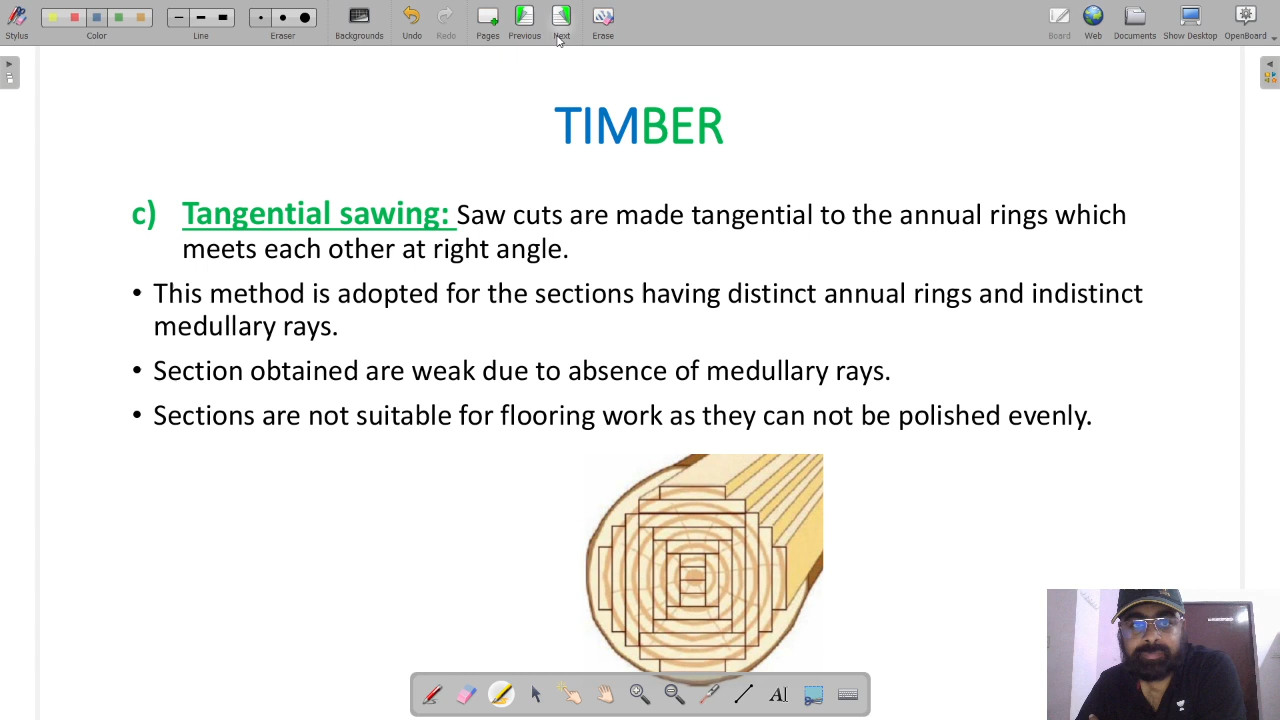 Stylus
Color
Line
Eraser
Backgrounds
Undo
Redo
Pages
Previous
Next
Erase
Board
Web
Documents
Show Desktop
OpenBoard
TIMBER
c) Tangential sawing: Saw cuts are made tangential to the annual rings which
meets each other at right angle.
• This method is adopted for the sections having distinct annual rings and indistinct
medullary rays.
• Section obtained are weak due to absence of medullary rays.
• Sections are not suitable for flooring work as they can not be polished evenly.
AI